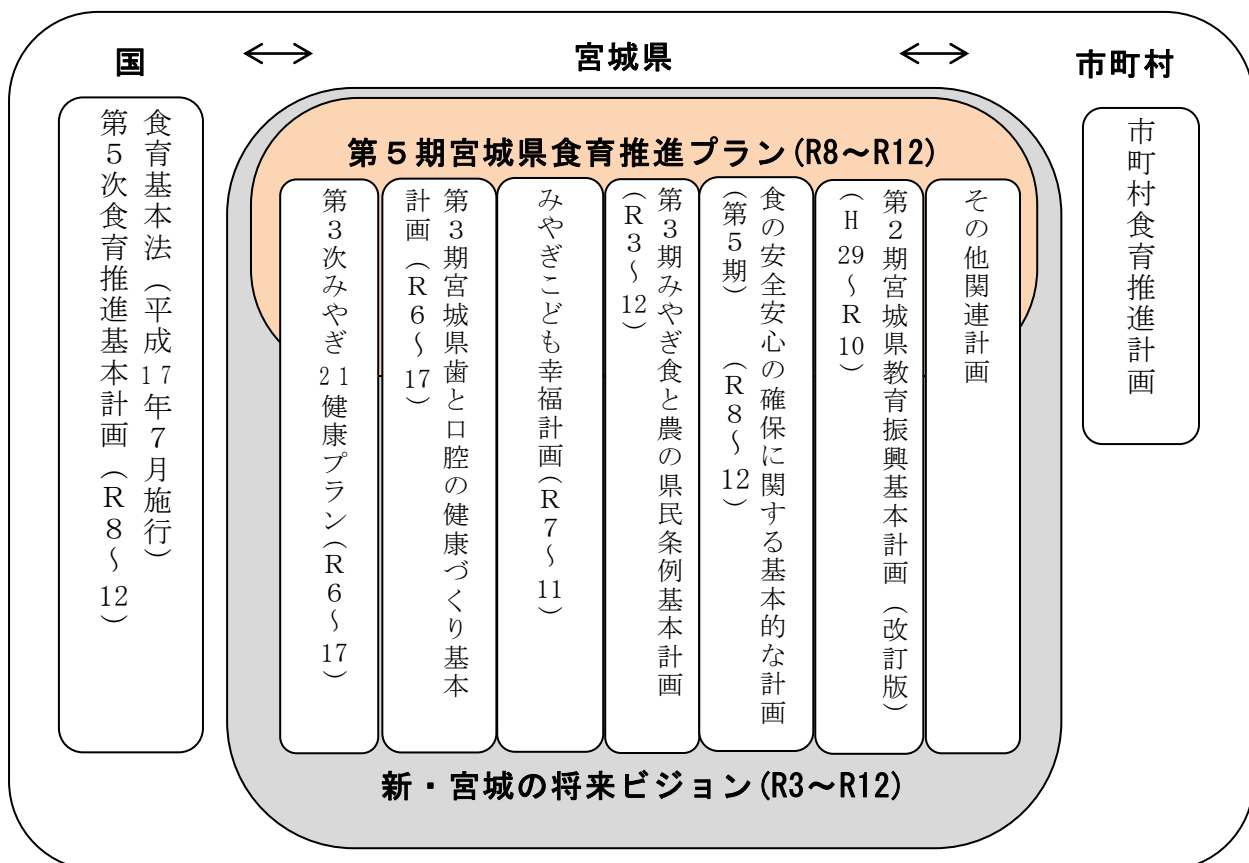 国
宮城県
市町村
食育基本法（平成17年７月施行）
第５次食育推進基本計画（Ｒ８～12）
第５期宮城県食育推進プラン(R8～R12)
第３次みやぎ21健康プラン(Ｒ６～17)
第３期宮城県歯と口腔の健康づくり基本
計画（Ｒ６～17）
みやぎこども幸福計画(Ｒ７～11)
第３期みやぎ食と農の県民条例基本計画
（Ｒ３～12）
食の安全安心の確保に関する基本的な計画
（第５期）　（Ｒ８～12）
第２期宮城県教育振興基本計画（改訂版）
（Ｈ29～Ｒ10）
その他関連計画
新・宮城の将来ビジョン(R3～R12)
市町村食育推進計画